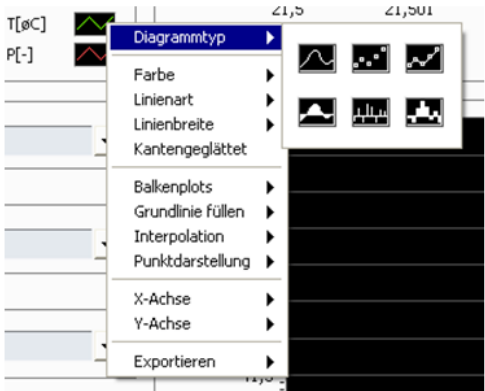 21,5 21,501
T[øC]
P[-]
Diagrammtyp
Farbe
Linienart
Linienbreite
Kantengeglättet
Balkenplots
Grundlinie füllen
Interpolation
Punktdarstellung
X-Achse
Y-Achse
Exportieren